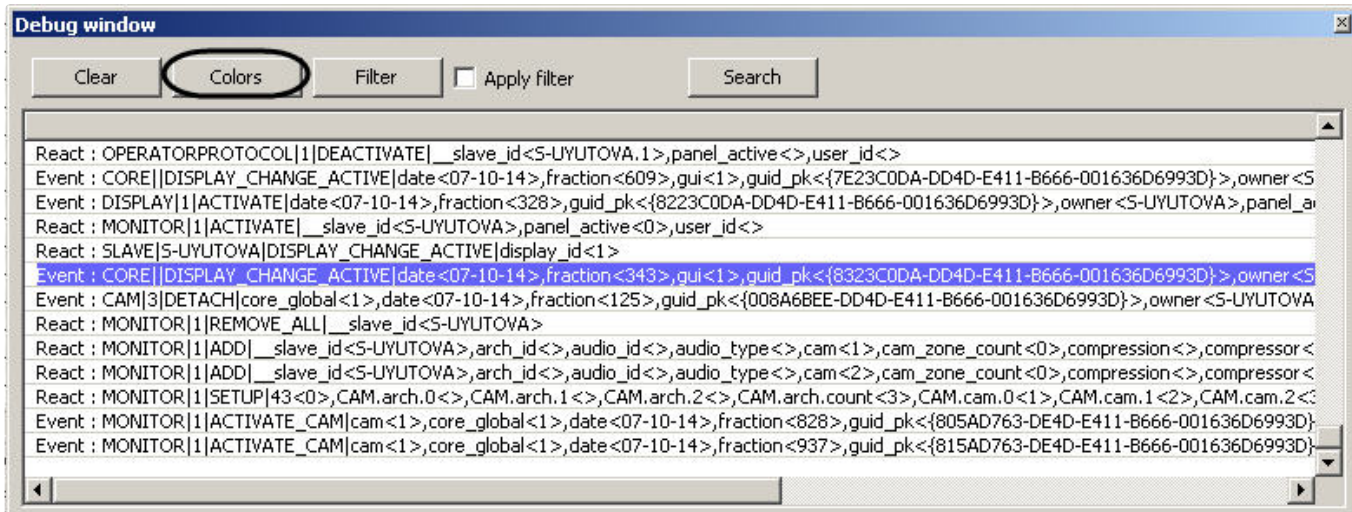 Debug window
Clear Colors Filter Apply filter Search
React : OPERATORPROTOCOL|1|DEACTIVATE|__slave_id<S-UYUTOVA.1>,panel_active<>,user_id<>
Event : CORE||DISPLAY_CHANGE_ACTIVE|date<07-10-14>,fraction<609>,gui<1>,guid_pk<{7E23C0DA-DD4D-E411-B666-001636D6993D}>,owner<S
Event : DISPLAY|1|ACTIVATE|date<07-10-14>,fraction<328>,guid_pk<{8223C0DA-DD4D-E411-B666-001636D6993D}>,owner<S-UYUTOVA>,panel_a
React : MONITOR|1|ACTIVATE|__slave_id<S-UYUTOVA>,panel_active<0>,user_id<>
React : SLAVE|S-UYUTOVA|DISPLAY_CHANGE_ACTIVE|display_id<1>
Event : CORE||DISPLAY_CHANGE_ACTIVE|date<07-10-14>,fraction<343>,gui<1>,guid_pk<{8323C0DA-DD4D-E411-B666-001636D6993D}>,owner<S
Event : CAM|3|DETACH|core_global<1>,date<07-10-14>,fraction<125>,guid_pk<{008A6BEE-DD4D-E411-B666-001636D6993D}>,owner<S-UYUTOVA
React : MONITOR|1|REMOVE_ALL|__slave_id<S-UYUTOVA>
React : MONITOR|1|ADD|__slave_id<S-UYUTOVA>,arch_id<>,audio_id<>,audio_type<>,cam<1>,cam_zone_count<0>,compression<>,compressor<
React : MONITOR|1|ADD|__slave_id<S-UYUTOVA>,arch_id<>,audio_id<>,audio_type<>,cam<2>,cam_zone_count<0>,compression<>,compressor<
React : MONITOR|1|SETUP|43<0>,CAM.arch.0<>,CAM.arch.1<>,CAM.arch.2<>,CAM.arch.count<3>,CAM.cam.0<1>,CAM.cam.1<2>,CAM.cam.2<3
Event : MONITOR|1|ACTIVATE_CAM|cam<1>,core_global<1>,date<07-10-14>,fraction<828>,guid_pk<{805AD763-DE4D-E411-B666-001636D6993D}
Event : MONITOR|1|ACTIVATE_CAM|cam<1>,core_global<1>,date<07-10-14>,fraction<937>,guid_pk<{815AD763-DE4D-E411-B666-001636D6993D}